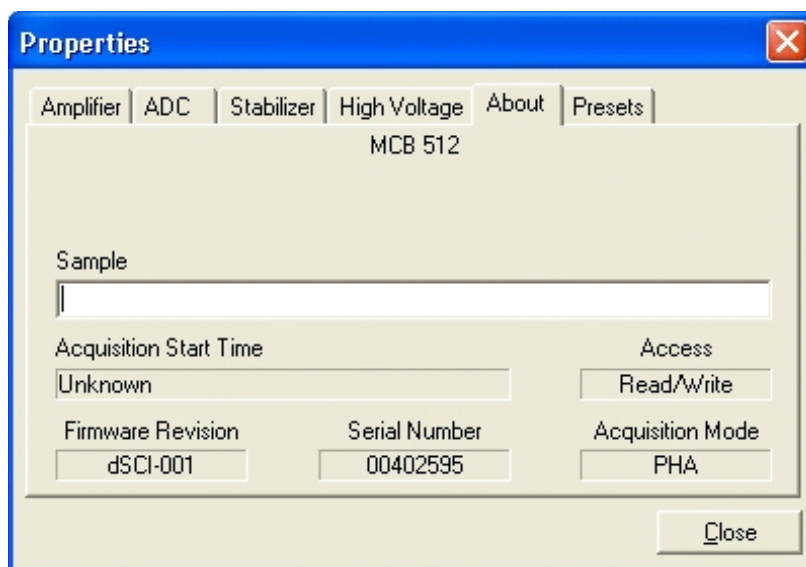 Properties
Amplifier ADC Stabilizer High Voltage About Presets
MCB 512
Sample
Acquisition Start Time Access
Unknown Read/Write
Firmware Revision Serial Number Acquisition Mode
dSCI-001 00402595 PHA
Close